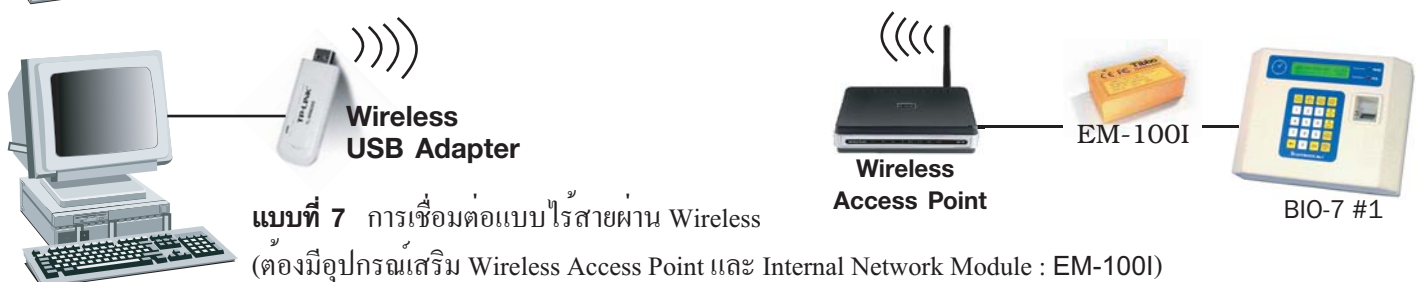 Wireless
USB Adapter
TP-LINK
Tibbo
EM-100I
Wireless
Access Point
BIO-7 #1
แบบที่ 7 การเชื่อมต่อแบบไร้สายผ่าน Wireless
(ต้องมีอุปกรณ์เสริม Wireless Access Point และ Internal Network Module : EM-100I)